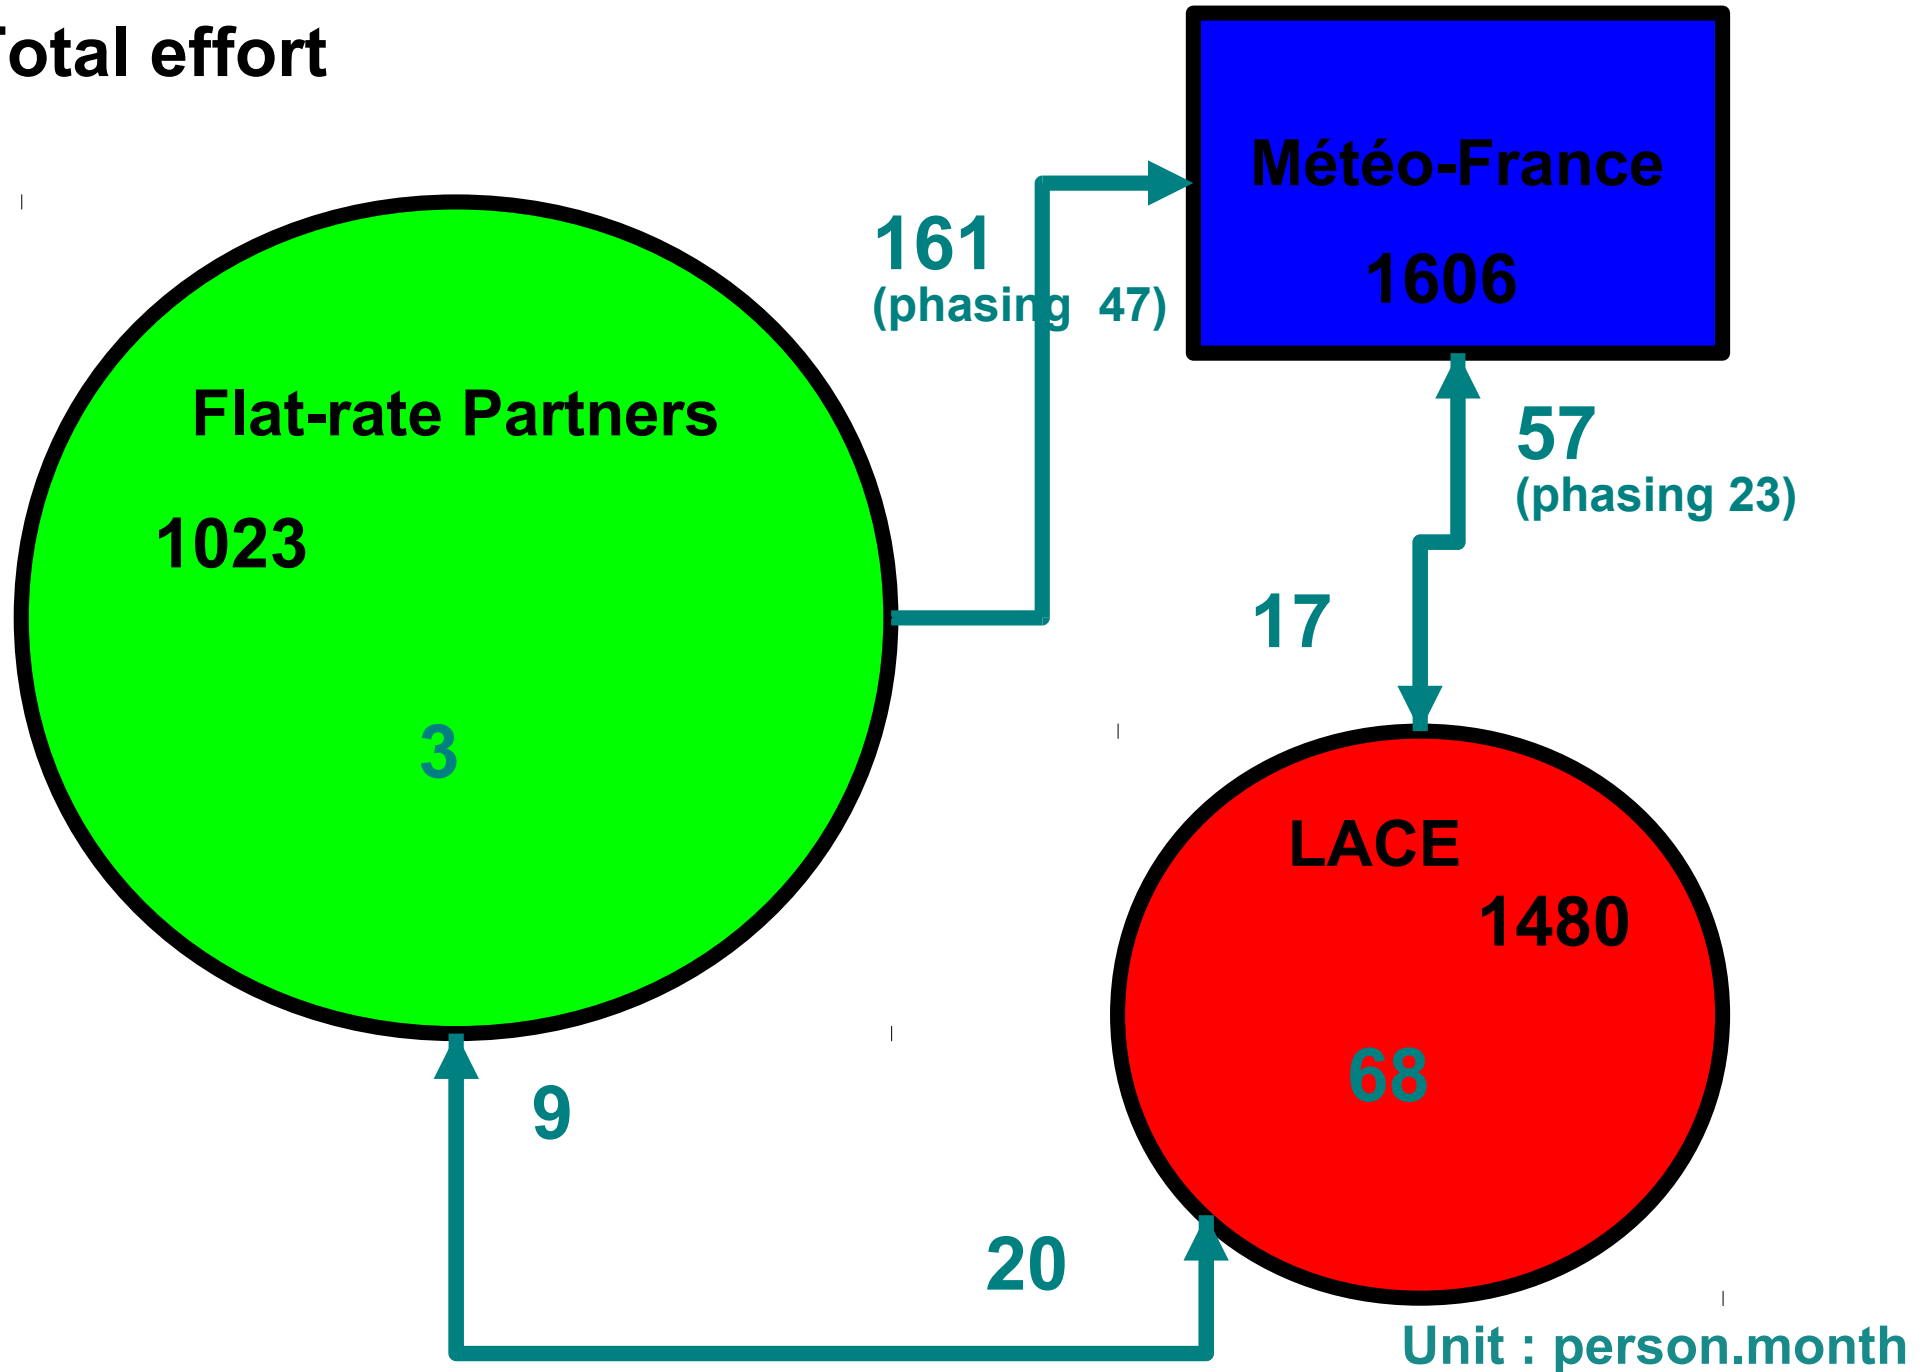 Total effort
Météo-France
1606
161
(phasing 47)
Flat-rate Partners
1023
57
(phasing 23)
17
3
LACE
1480
68
9
20
Unit : person.month